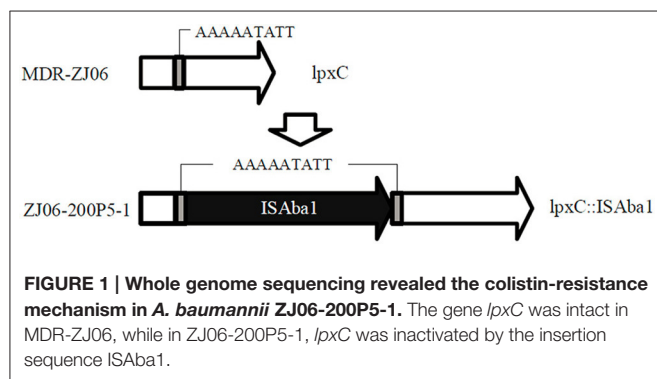 AAAAATATT
MDR-ZJ06
lpxC
AAAAATATT
ZJ06-200P5-1
ISAba1
lpxC::ISAba1
FIGURE 1 | Whole genome sequencing revealed the colistin-resistance
mechanism in A. baumannii ZJ06-200P5-1. The gene lpxC was intact in
MDR-ZJ06, while in ZJ06-200P5-1, lpxC was inactivated by the insertion
sequence ISAba1.